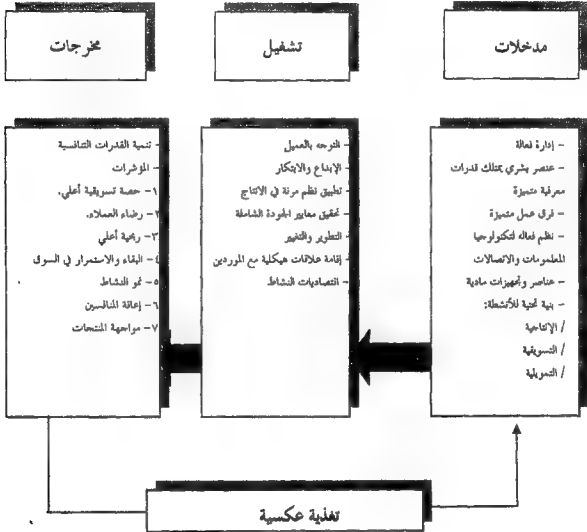 مدخلات
تشغيل
مخرجات
- إدارة فعالة
- عنصر بشري يمتلك قدرات
معرفية متميزة
- فرق عمل متميزة
- نظم فعاله لتكنولوجيا
المعلومات والاتصالات
- عناصر وتجهيزات مادية
- بنية تحتية للأنشطة:
/ الإنتاجية
/ التسويقية
/ التمويلية
- التوجه بالعميل
- الإبداع والابتكار
- تطبيق نظم مرنة في الانتاج
- تحقيق معايير الجودة الشاملة
- التطوير والتغيير
- إقامة علاقات هيكلية مع الموردين
- اقتصاديات النشاط
- تنمية القدرات التنافسية
- المؤشرات
١- حصة تسويقية أعلي.
٢- رضاء العملاء.
٣- ربحية أعلي
٤- البقاء والاستمرار في السوق
٥- نمو النشاط
٦- إعاقة المنافسين
٧- مواجهة المنتجات
تغذية عكسية